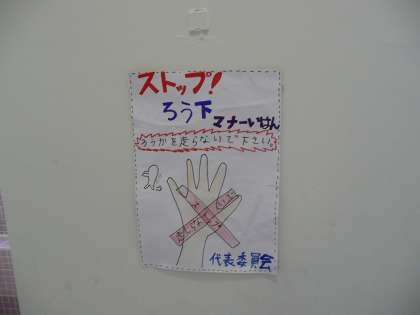 ストップ!
ろう下
マナーいはん
ろうかを走らないで下さい。
代表委員会